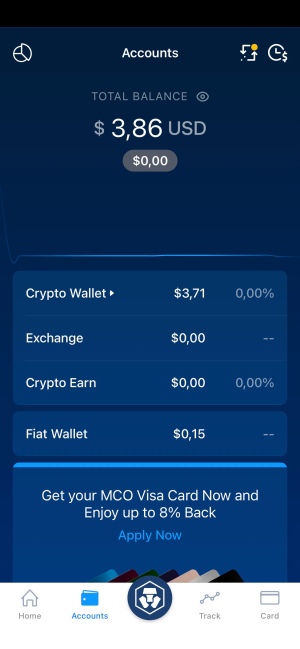 Accounts
TOTAL BALANCE
$ 3,86 USD
$0,00
Crypto Wallet $3,71 0,00%
Exchange $0,00 --
Crypto Earn $0,00 0,00%
Fiat Wallet $0,15 --
Get your MCO Visa Card Now and
Enjoy up to 8% Back
Apply Now
Home Accounts Track Card